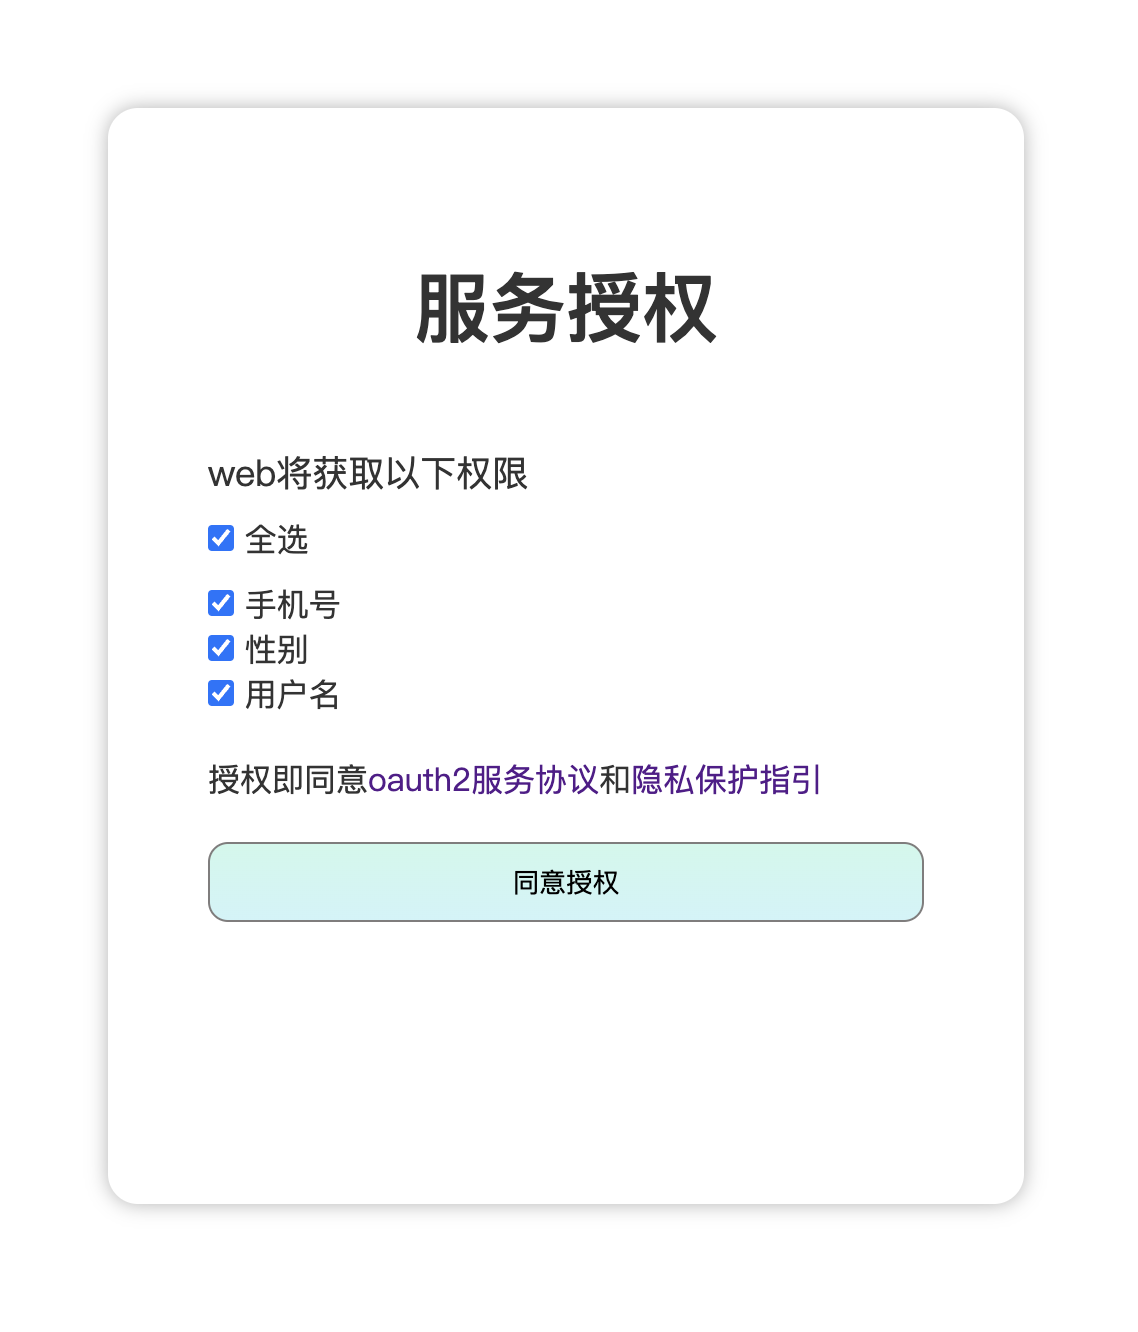 服务授权
web将获取以下权限
全选
手机号
性别
用户名
授权即同意oauth2服务协议和隐私保护指引
同意授权